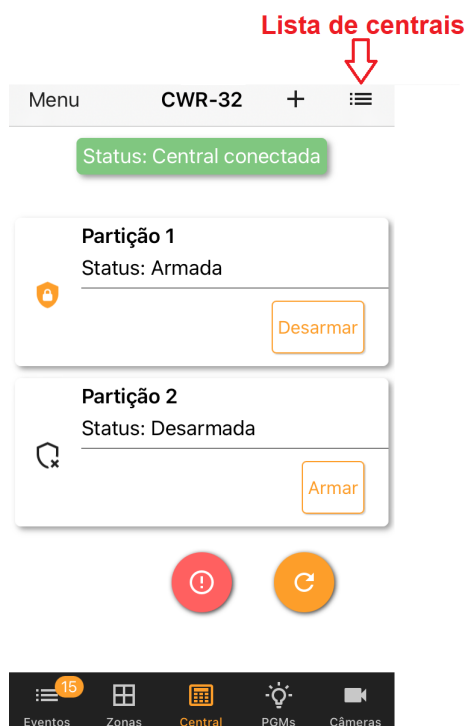 Lista de centrais
Menu CWR-32 +
Status: Central conectada
Partição 1
Status: Armada
Desarmar
Partição 2
Status: Desarmada
Armar
15
Eventos Zonas Central PGMs Câmeras